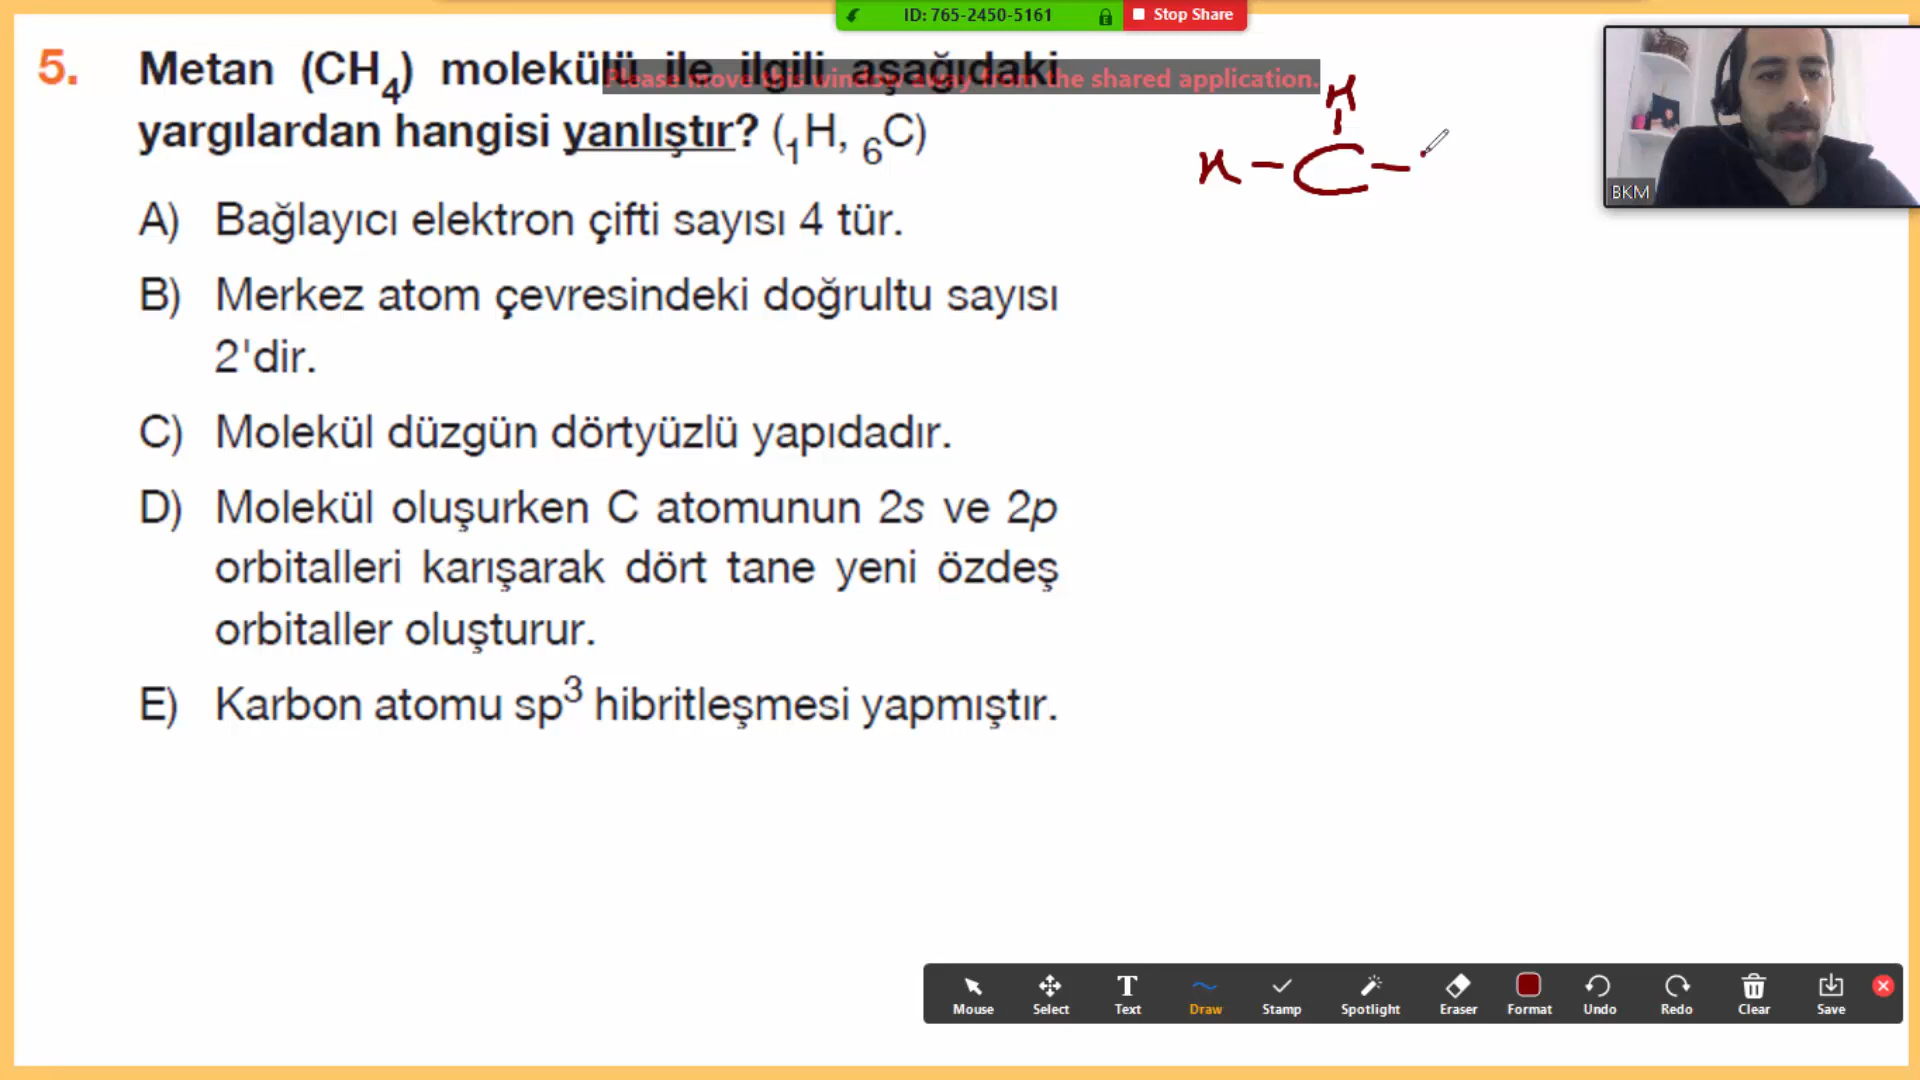 ID: 765-2450-5161
Stop Share
Please move this window away from the shared application.
5. Metan (CH4) molekülü ile ilgili aşağıdaki
yargılardan hangisi yanlıştır? (1H, 6C)
A) Bağlayıcı elektron çifti sayısı 4 tür.
B) Merkez atom çevresindeki doğrultu sayısı
2'dir.
C) Molekül düzgün dörtyüzlü yapıdadır.
D) Molekül oluşurken C atomunun 2s ve 2p
orbitalleri karışarak dört tane yeni özdeş
orbitaller oluşturur.
E) Karbon atomu sp³ hibritleşmesi yapmıştır.
H
H - C -
BKM
Mouse Select Text Draw Stamp Spotlight Eraser Format Undo Redo Clear Save